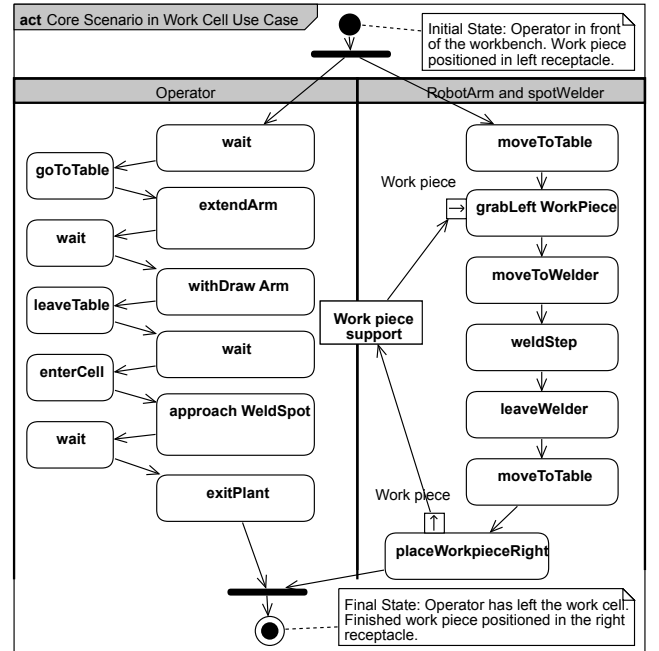 act Core Scenario in Work Cell Use Case
Initial State: Operator in front
of the workbench. Work piece
positioned in left receptacle.
Operator
RobotArm and spotWelder
wait
goToTable
extendArm
wait
withDraw Arm
leaveTable
wait
enterCell
approach WeldSpot
wait
exitPlant
moveToTable
Work piece
grabLeft WorkPiece
moveToWelder
Work piece
support
weldStep
leaveWelder
moveToTable
Work piece
placeWorkpieceRight
Final State: Operator has left the work cell.
Finished work piece positioned in the right
receptacle.